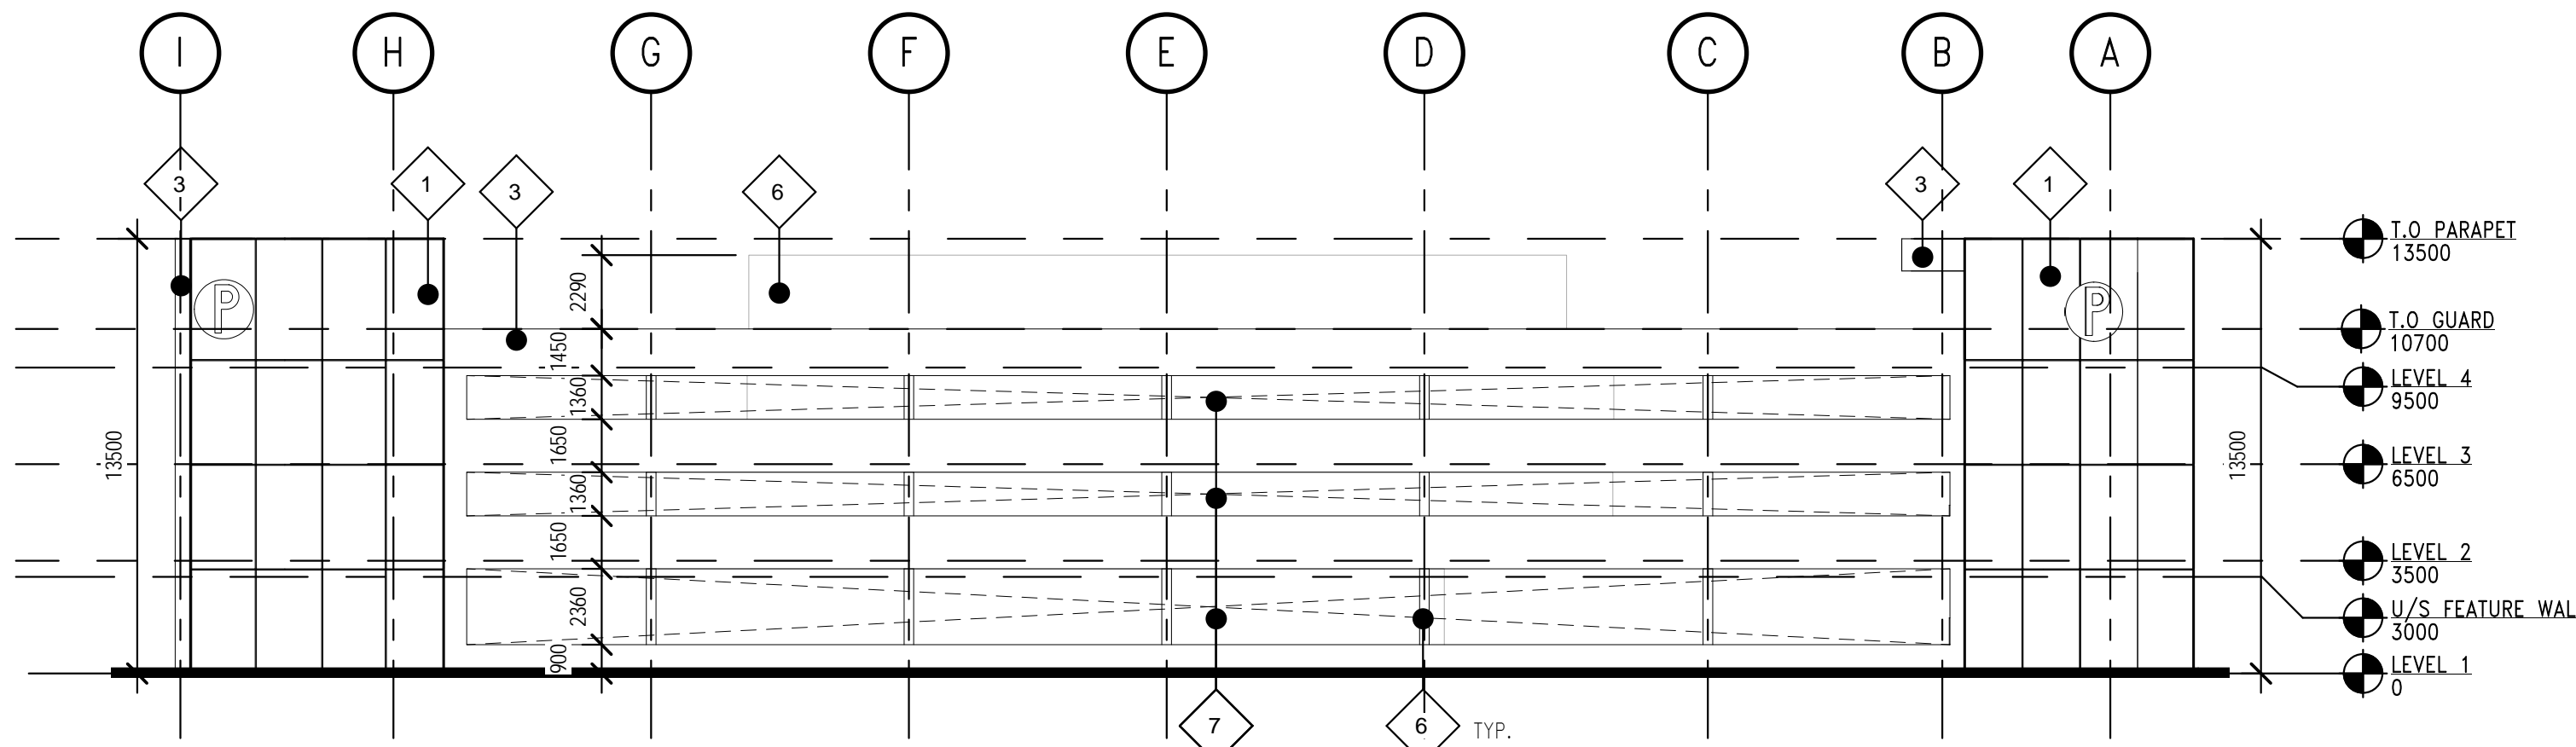 I H G F E D C B A
3 1 3 6 3 1
T.O PARAPET
13500
P P
2290
T.O GUARD
10700
1450
LEVEL 4
9500
1360
13500 1650 13500
LEVEL 3
6500
1360
1650
LEVEL 2
3500
2360
U/S FEATURE WAL
3000
900
LEVEL 1
0
7 6 TYP.